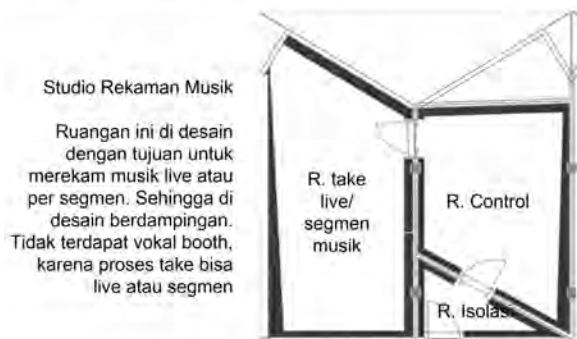 Studio Rekaman Musik
Ruangan ini di desain
dengan tujuan untuk
merekam musik live atau
per segmen. Sehingga di
desain berdampingan.
Tidak terdapat vokal booth,
karena proses take bisa
live atau segmen
R. take
live/
segmen
musik
R. Control
R. Isolasi